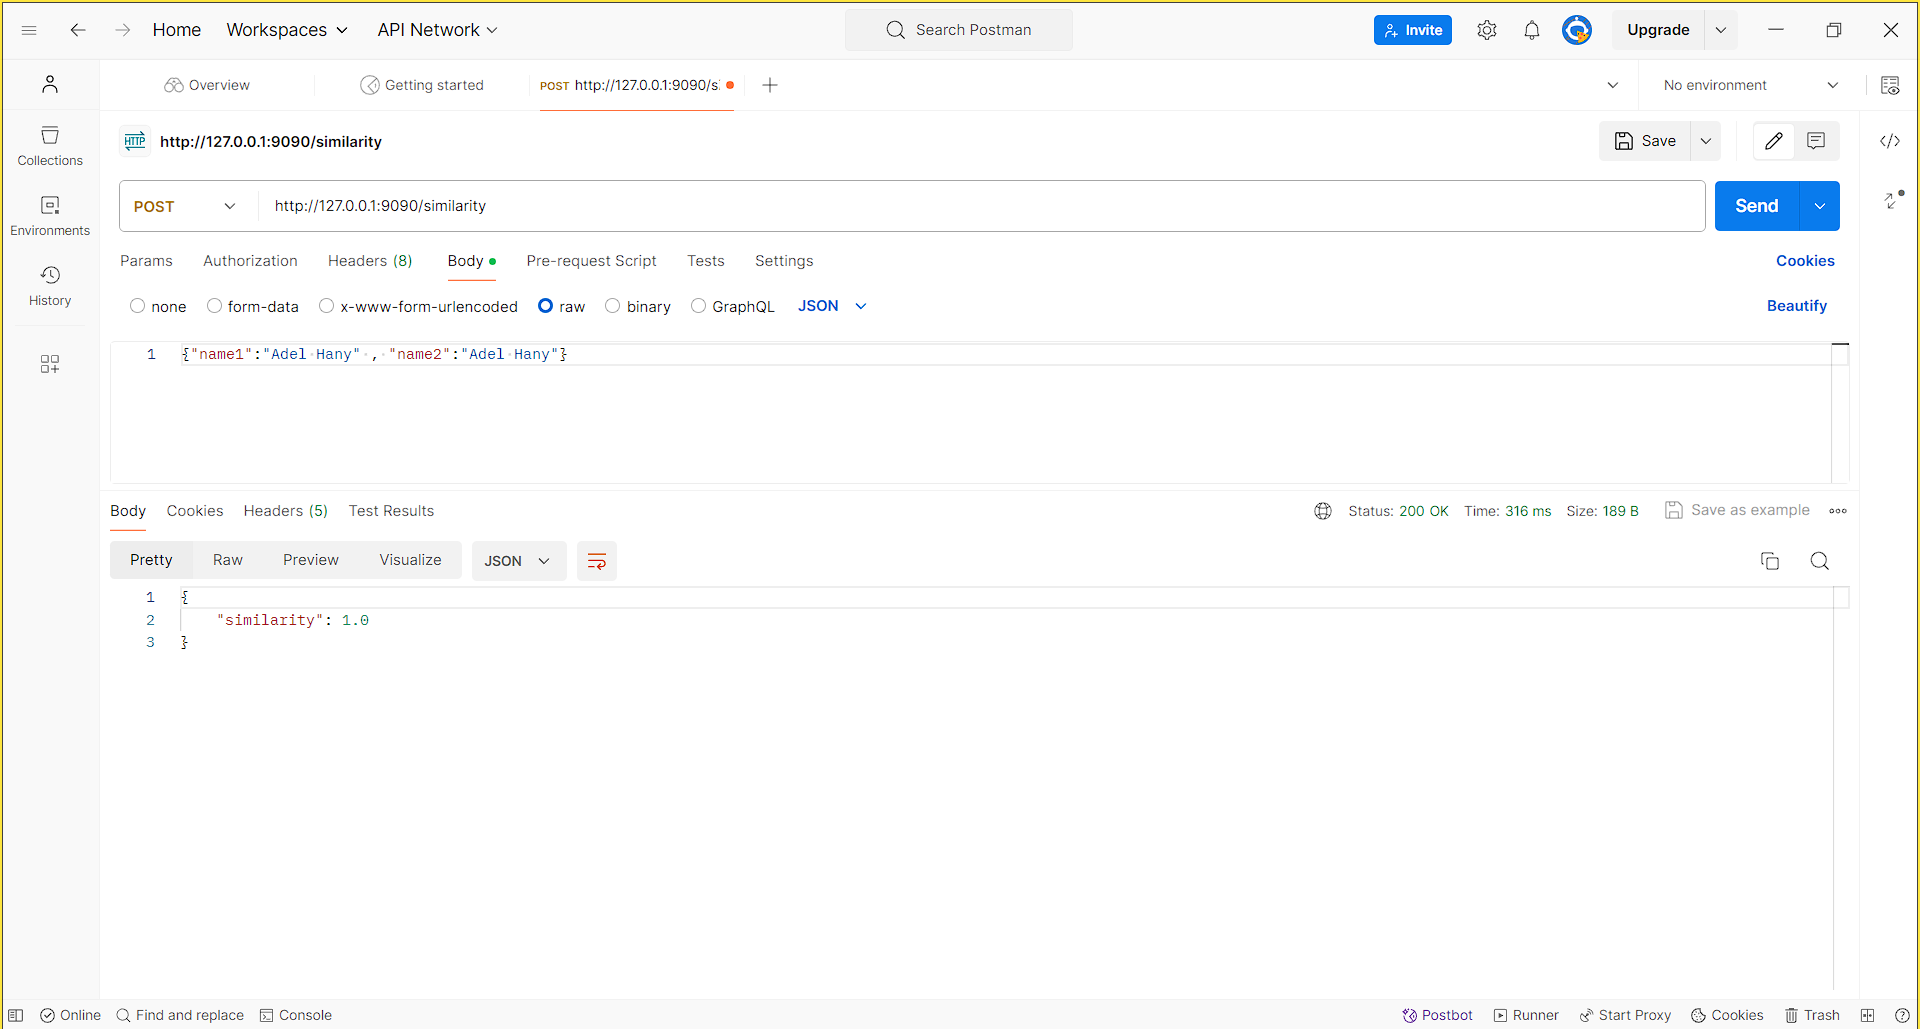 Home Workspaces API Network Search Postman Invite Upgrade
Overview Getting started POST http://127.0.0.1:9090/s No environment
HTTP http://127.0.0.1:9090/similarity Save
Collections
POST http://127.0.0.1:9090/similarity Send
Environments
Params Authorization Headers (8) Body Pre-request Script Tests Settings Cookies
History
none form-data x-www-form-urlencoded raw binary GraphQL JSON Beautify
1 {"name1":"Adel Hany" , "name2":"Adel Hany"}
Body Cookies Headers (5) Test Results Status: 200 OK Time: 316 ms Size: 189 B Save as example
Pretty Raw Preview Visualize JSON
1 {
2 "similarity": 1.0
3 }
Online Find and replace Console Postbot Runner Start Proxy Cookies Trash